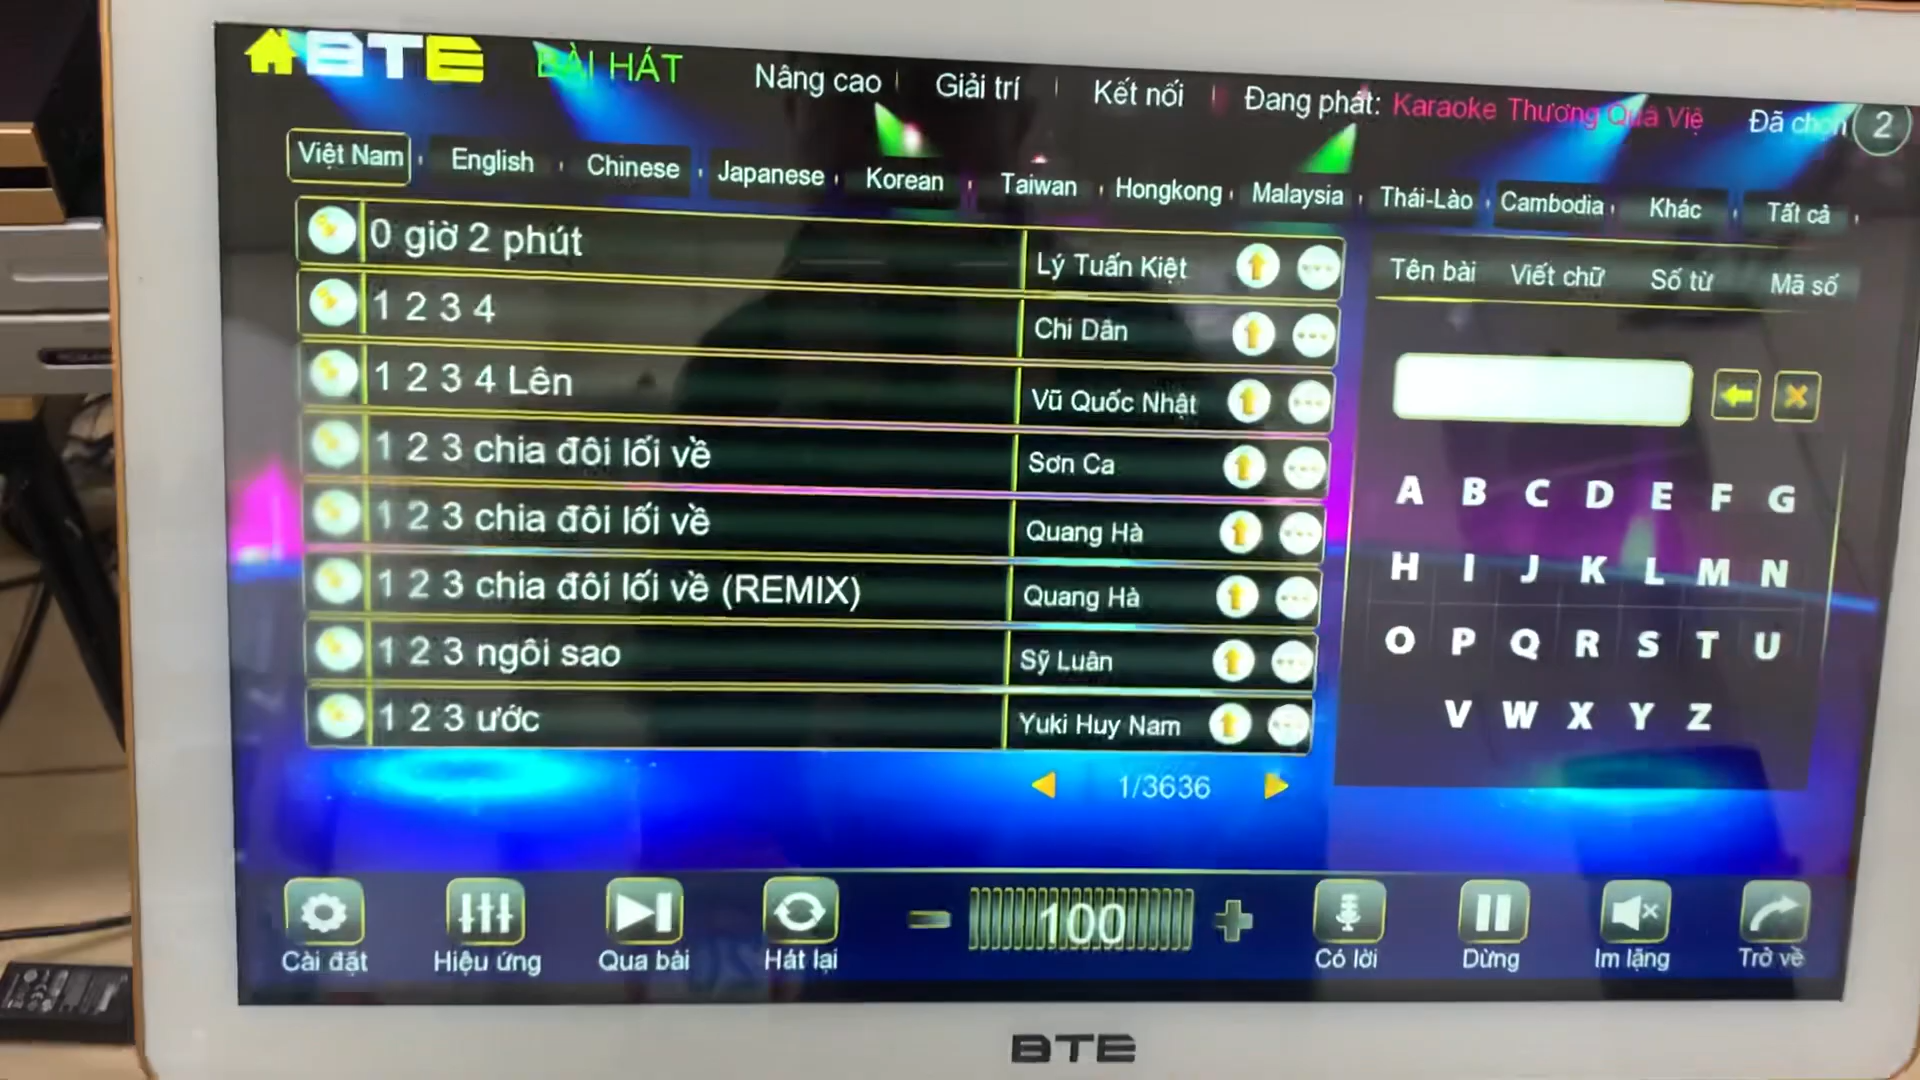 BTE BÀI HÁT Nâng cao Giải trí Kết nối Đang phát: Karaoke Thương Quá Việ Đã chọn 2
Việt Nam English Chinese Japanese Korean Taiwan Hongkong Malaysia Thái-Lào Cambodia Khác Tất cả
0 giờ 2 phút Lý Tuấn Kiệt
1 2 3 4 Chi Dân
1 2 3 4 Lên Vũ Quốc Nhật
1 2 3 chia đôi lối về Sơn Ca
1 2 3 chia đôi lối về Quang Hà
1 2 3 chia đôi lối về (REMIX) Quang Hà
1 2 3 ngôi sao Sỹ Luân
1 2 3 ước Yuki Huy Nam
1/3636
Tên bài Viết chữ Số từ Mã số
A B C D E F G
H I J K L M N
O P Q R S T U
V W X Y Z
100
Cài đặt Hiệu ứng Qua bài Hát lại Có lời Dừng Im lặng Trở về
BTE